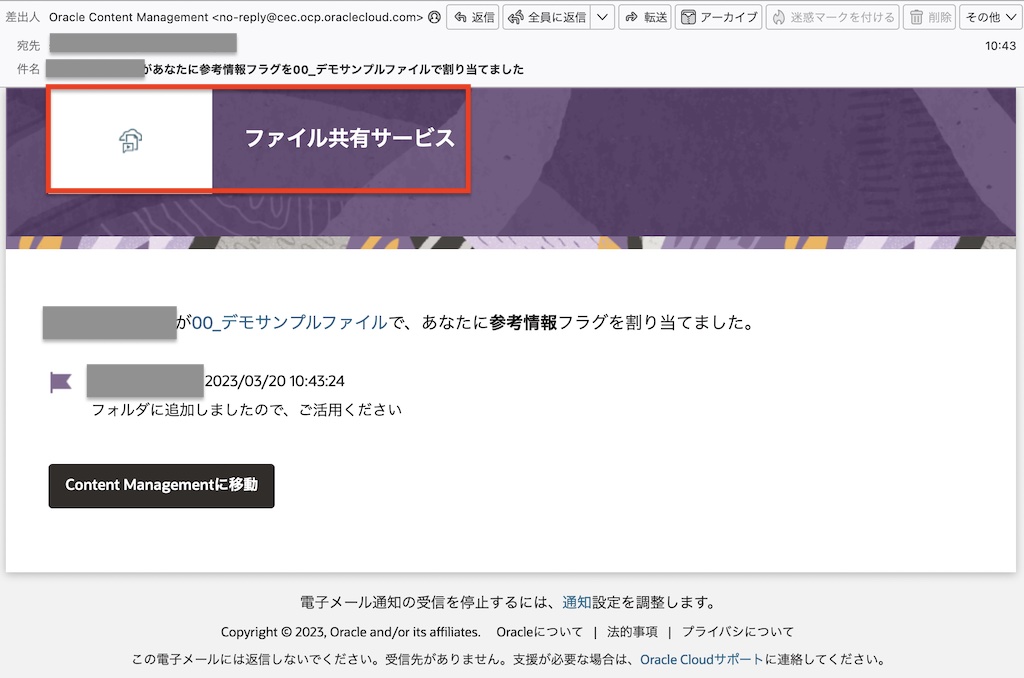 差出人 Oracle Content Management <no-reply@cec.ocp.oraclecloud.com> 返信 全員に返信 転送 アーカイブ 迷惑マークを付ける 削除 その他
宛先 10:43
件名 があなたに参考情報フラグを00_デモサンプルファイルで割り当てました
ファイル共有サービス
が00_デモサンプルファイルで、あなたに参考情報フラグを割り当てました。
2023/03/20 10:43:24
フォルダに追加しましたので、ご活用ください
Content Managementに移動
電子メール通知の受信を停止するには、通知設定を調整します。
Copyright © 2023, Oracle and/or its affiliates. Oracleについて | 法的事項 | プライバシについて
この電子メールには返信しないでください。受信先がありません。支援が必要な場合は、Oracle Cloudサポートに連絡してください。